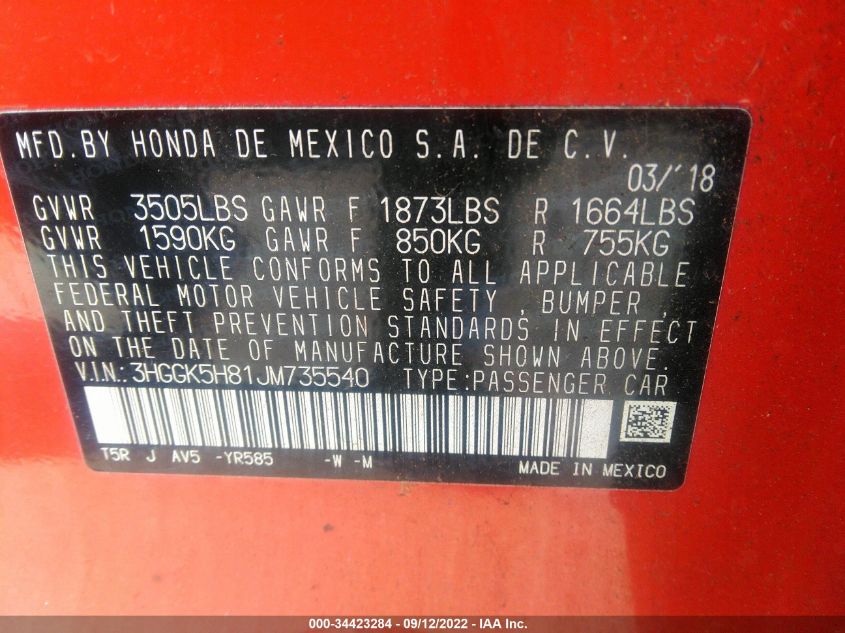 MFD.BY HONDA DE MEXICO S.A. DE C.V.
03/'18
GVWR 3505LBS GAWR F 1873LBS R 1664LBS
GVWR 1590KG GAWR F 850KG R 755KG
THIS VEHICLE CONFORMS TO ALL APPLICABLE
FEDERAL MOTOR VEHICLE SAFETY , BUMPER ,
AND THEFT PREVENTION STANDARDS IN EFFECT
ON THE DATE OF MANUFACTURE SHOWN ABOVE.
V.I.N.: 3HGGK5H81JM735540 TYPE:PASSENGER CAR
T5R J AV5 -YR585 -W -M MADE IN MEXICO
000-34423284 - 09/12/2022 - IAA Inc.